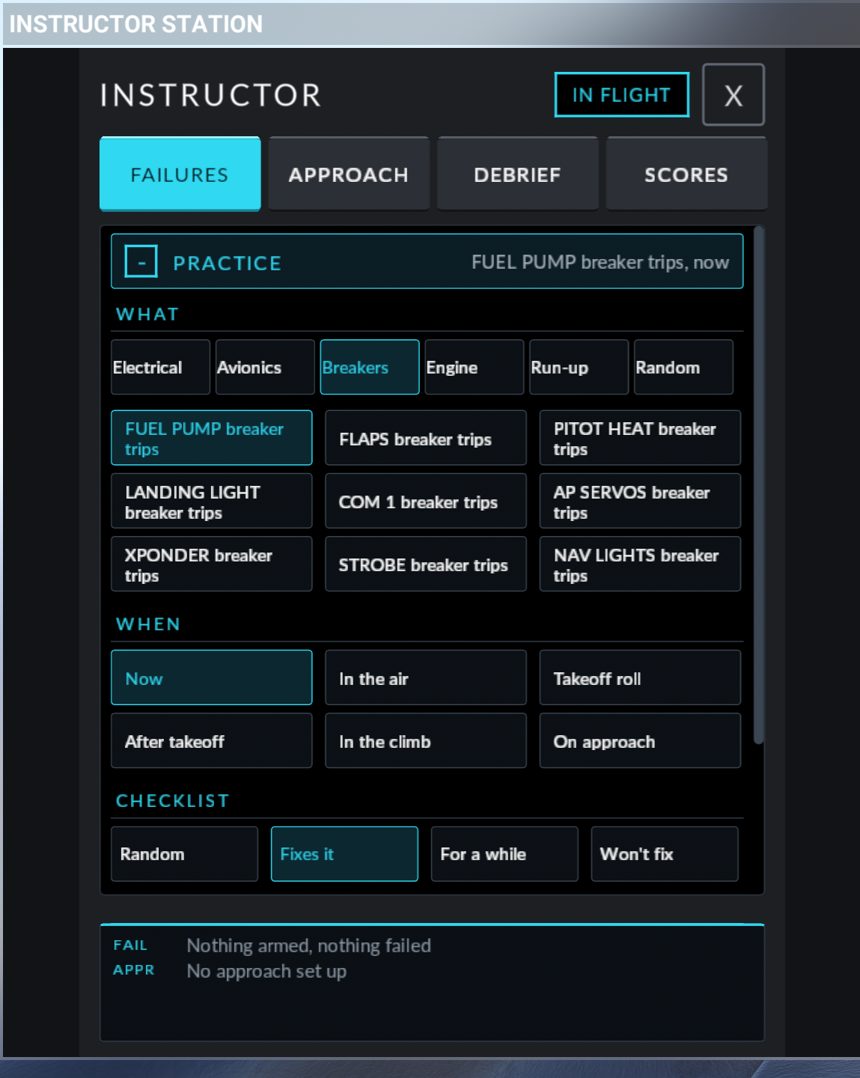 INSTRUCTOR STATION
INSTRUCTOR
IN FLIGHT
X
FAILURES
APPROACH
DEBRIEF
SCORES
- PRACTICE
FUEL PUMP breaker trips, now
WHAT
Electrical
Avionics
Breakers
Engine
Run-up
Random
FUEL PUMP breaker
trips
FLAPS breaker trips
PITOT HEAT breaker
trips
LANDING LIGHT
breaker trips
COM 1 breaker trips
AP SERVOS breaker
trips
XPONDER breaker
trips
STROBE breaker trips
NAV LIGHTS breaker
trips
WHEN
Now
In the air
Takeoff roll
After takeoff
In the climb
On approach
CHECKLIST
Random
Fixes it
For a while
Won't fix
FAIL Nothing armed, nothing failed
APPR No approach set up